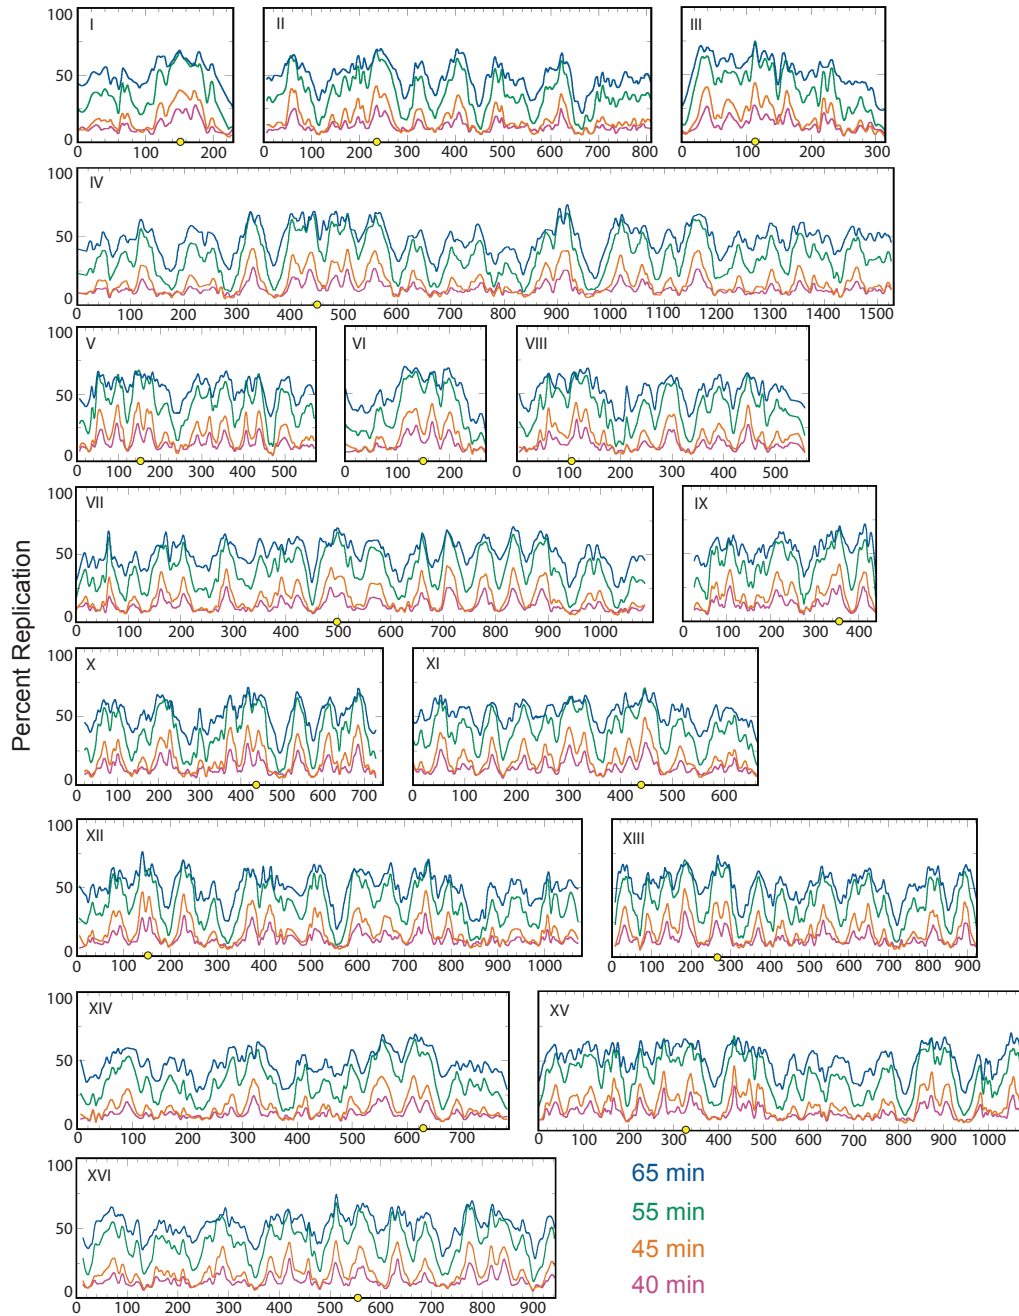 Percent Replication
I II III
100
50
0
0 100 200 0 100 200 300 400 500 600 700 800 0 100 200 300
IV
100
50
0
0 100 200 300 400 500 600 700 800 900 1000 1100 1200 1300 1400 1500
V VI VIII
100
50
0
0 100 200 300 400 500 0 100 200 0 100 200 300 400 500
VII IX
100
50
0
0 100 200 300 400 500 600 700 800 900 1000 0 100 200 300 400
X XI
100
50
0
0 100 200 300 400 500 600 700 0 100 200 300 400 500 600
XII XIII
100
50
0
0 100 200 300 400 500 600 700 800 900 1000 0 100 200 300 400 500 600 700 800 900
XIV XV
100
50
0
0 100 200 300 400 500 600 700 0 100 200 300 400 500 600 700 800 900 1000
XVI
100
50
0
0 100 200 300 400 500 600 700 800 900
65 min
55 min
45 min
40 min